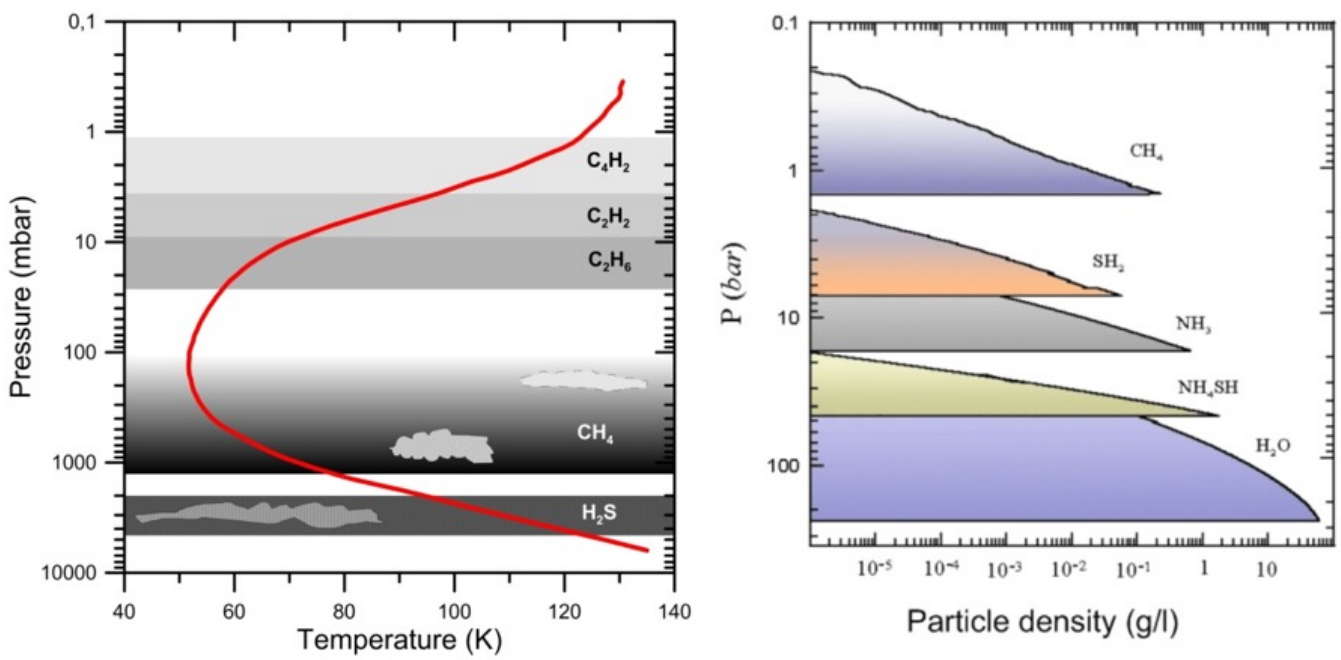 0,1
1
10
100
1000
10000
Pressure (mbar)
C₄H₂
C₂H₂
C₂H₆
CH₄
H₂S
40 60 80 100 120 140
Temperature (K)
0.1
1
10
100
P (bar)
CH₄
SH₂
NH₃
NH₄SH
H₂O
10⁻⁵ 10⁻⁴ 10⁻³ 10⁻² 10⁻¹ 1 10
Particle density (g/l)